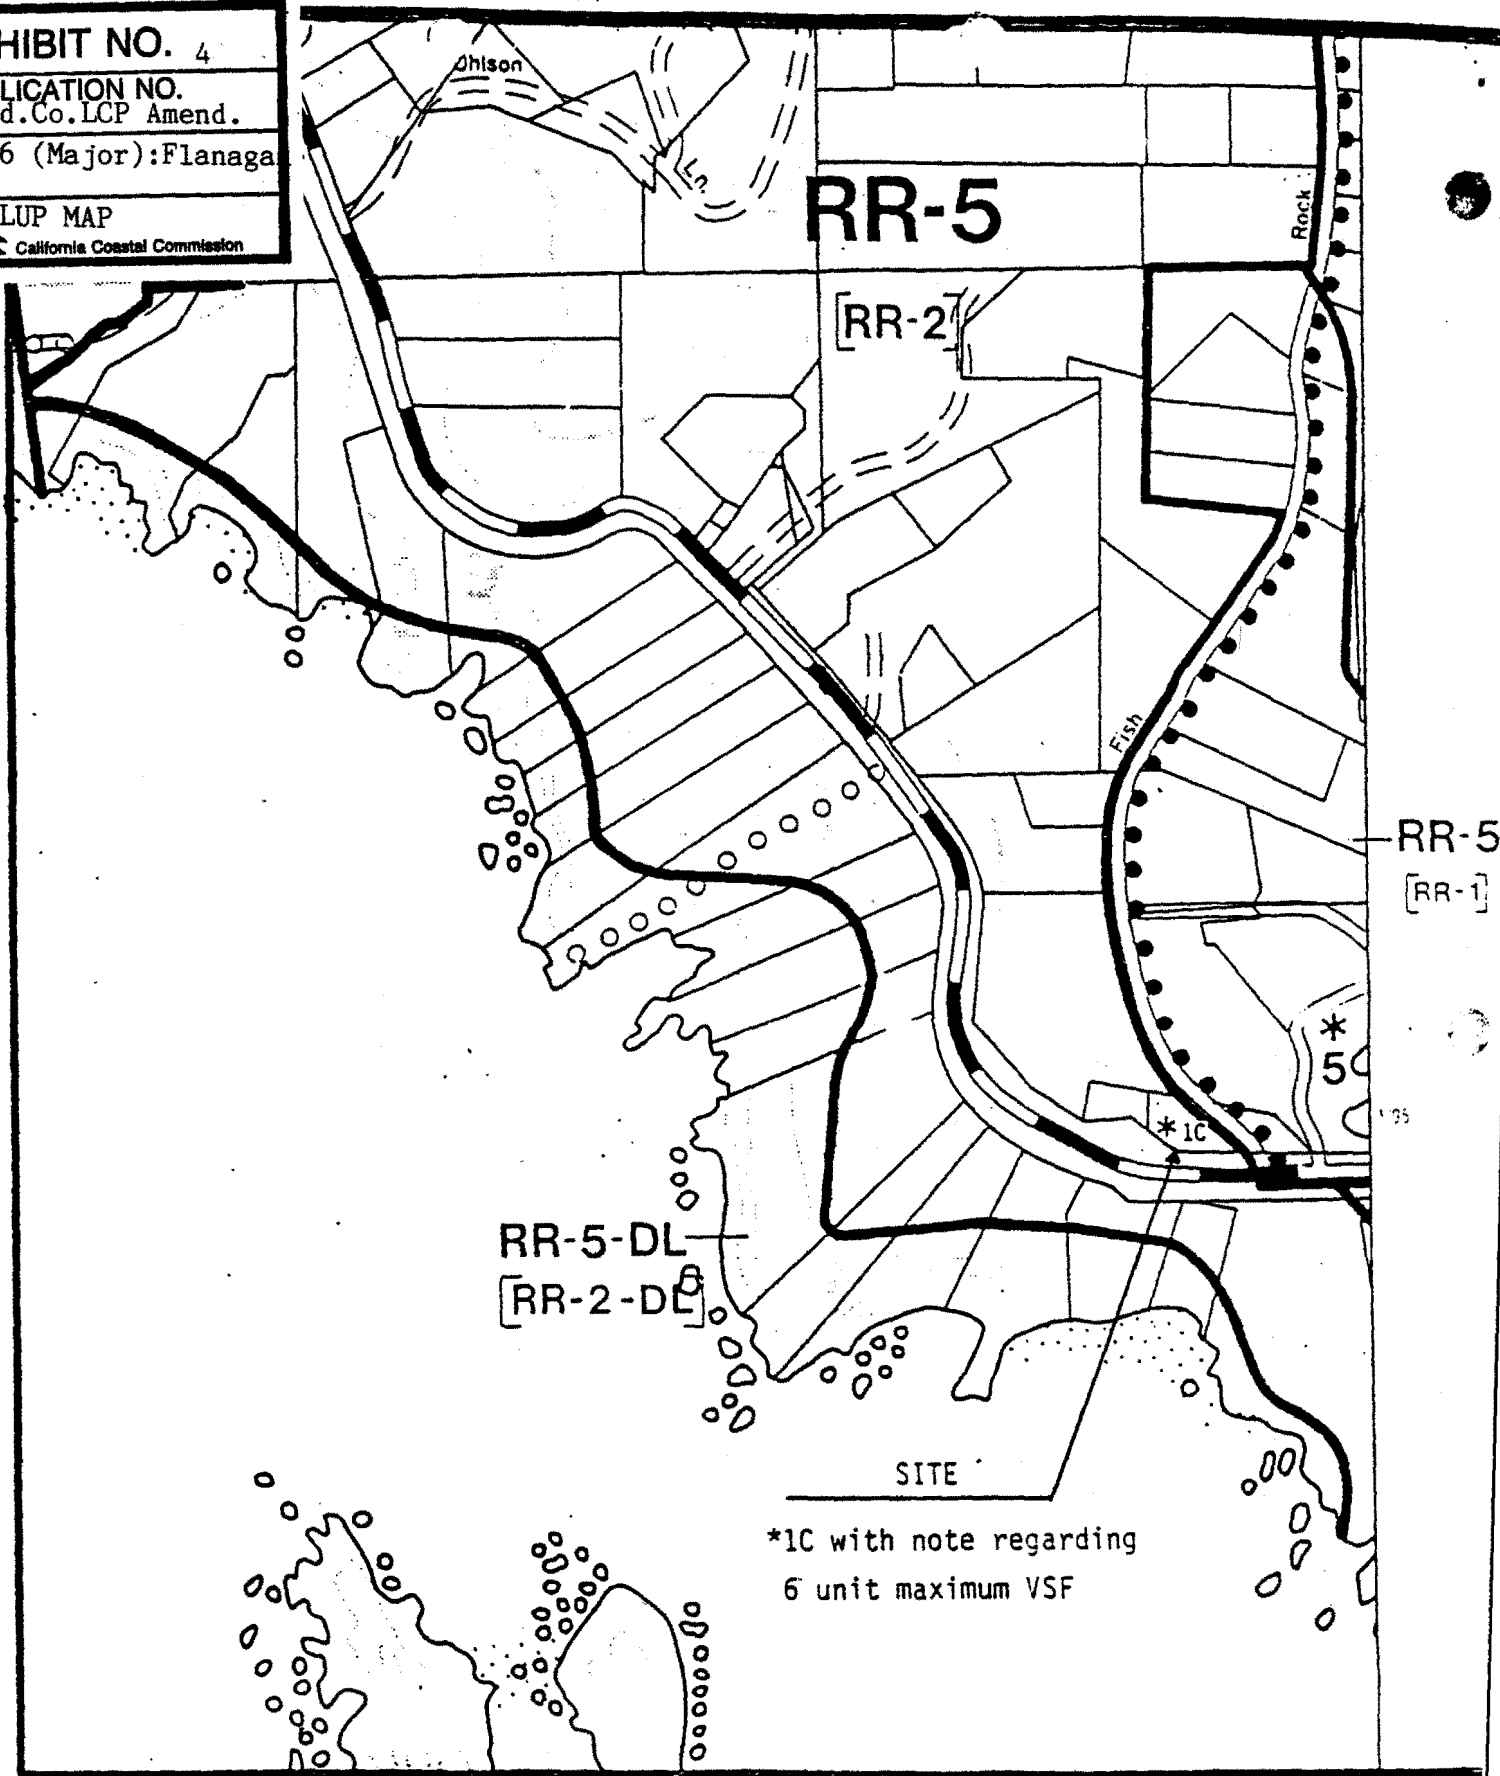 HIBIT NO. 4
LICATION NO.
d.Co.LCP Amend.
6 (Major):Flanaga
LUP MAP
California Coastal Commission
Ohlson
Ln.
RR-5
Rock
[RR-2]
Fish
RR-5
[RR-1]
*
5
* 1C
RR-5-DL
[RR-2-DL]
SITE
*1C with note regarding
6 unit maximum VSF